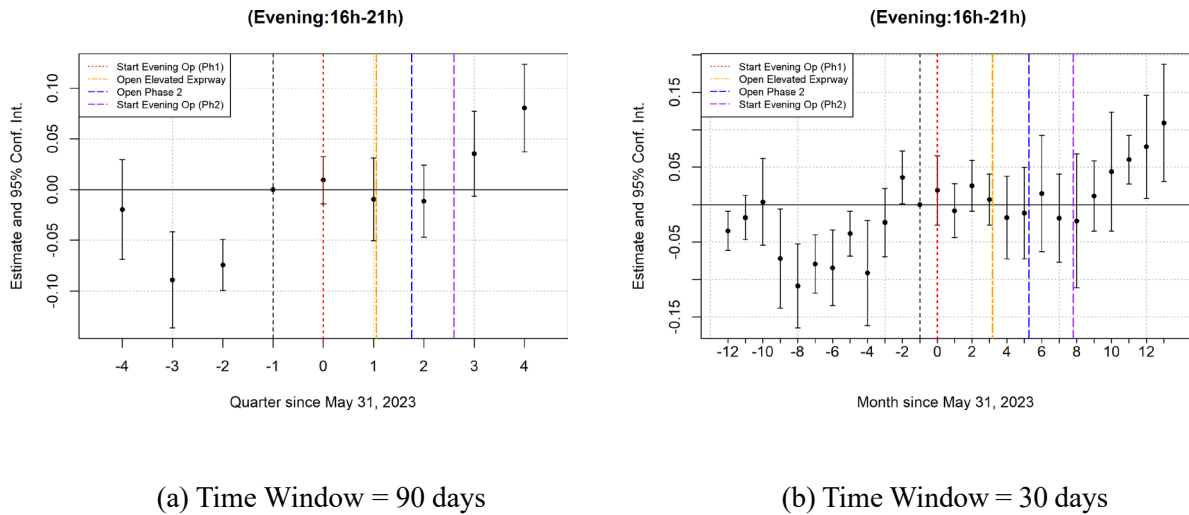 (Evening:16h-21h)
Estimate and 95% Conf. Int.
0.10
0.05
0.00
-0.05
-0.10
Start Evening Op (Ph1)
Open Elevated Exprway
Open Phase 2
Start Evening Op (Ph2)
-4 -3 -2 -1 0 1 2 3 4
Quarter since May 31, 2023
(a) Time Window = 90 days
(Evening:16h-21h)
Estimate and 95% Conf. Int.
0.15
0.05
-0.05
-0.15
Start Evening Op (Ph1)
Open Elevated Exprway
Open Phase 2
Start Evening Op (Ph2)
-12 -10 -8 -6 -4 -2 0 2 4 6 8 10 12
Month since May 31, 2023
(b) Time Window = 30 days